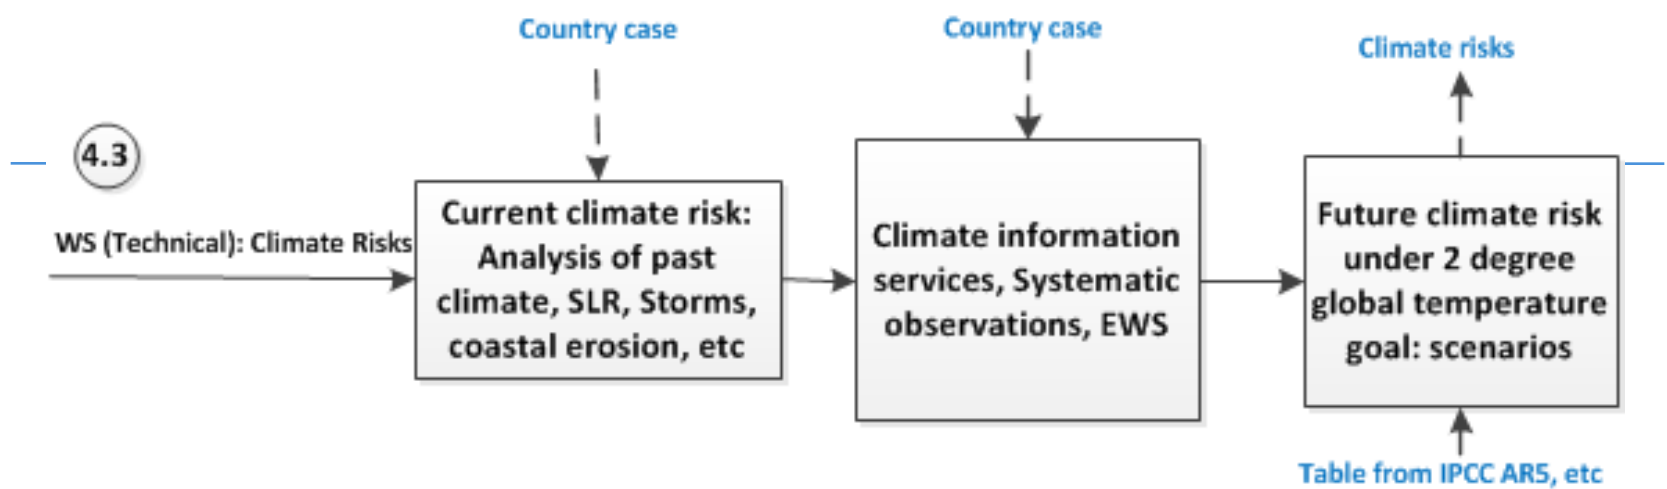 Country case
Country case
Climate risks
4.3
WS (Technical): Climate Risks
Current climate risk:
Analysis of past
climate, SLR, Storms,
coastal erosion, etc
Climate information
services, Systematic
observations, EWS
Future climate risk
under 2 degree
global temperature
goal: scenarios
Table from IPCC AR5, etc